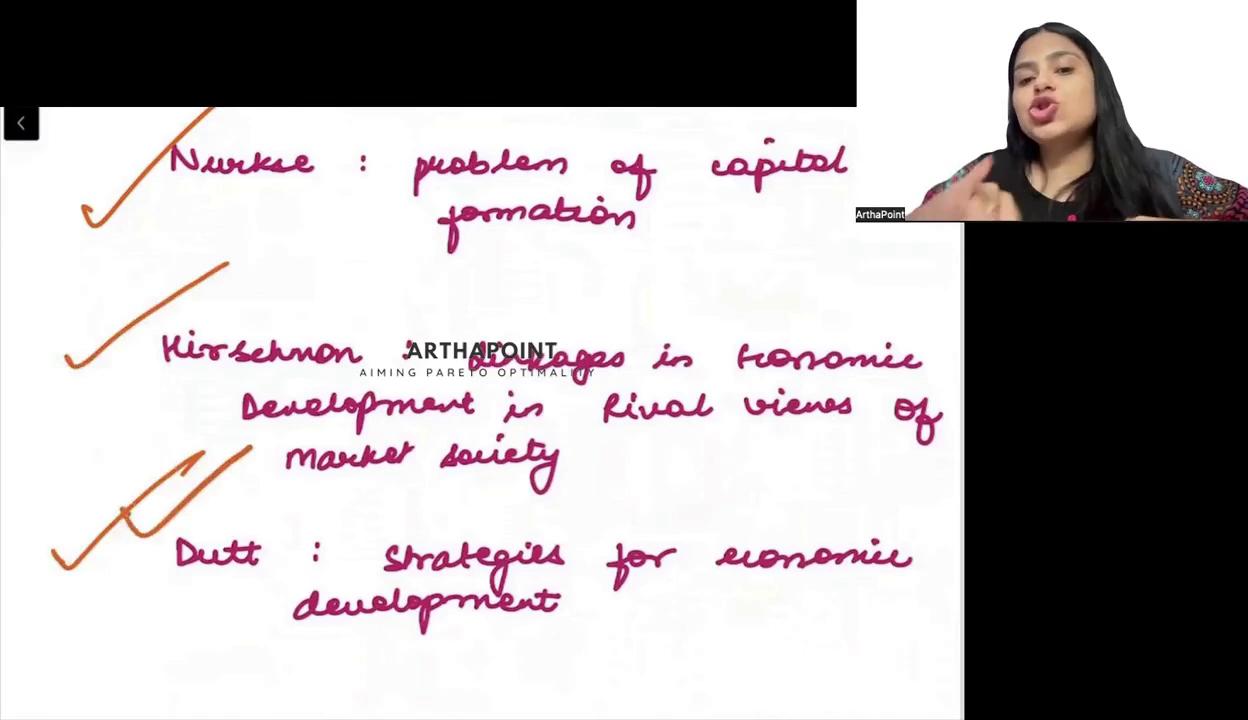 Nurkse : problem of capital
formation
ArthaPoint
Hirschman : linkages in Economic
ARTHAPOINT
AIMING PARETO OPTIMALITY
Development in Rival views of
Market society
Dutt : strategies for economic
development